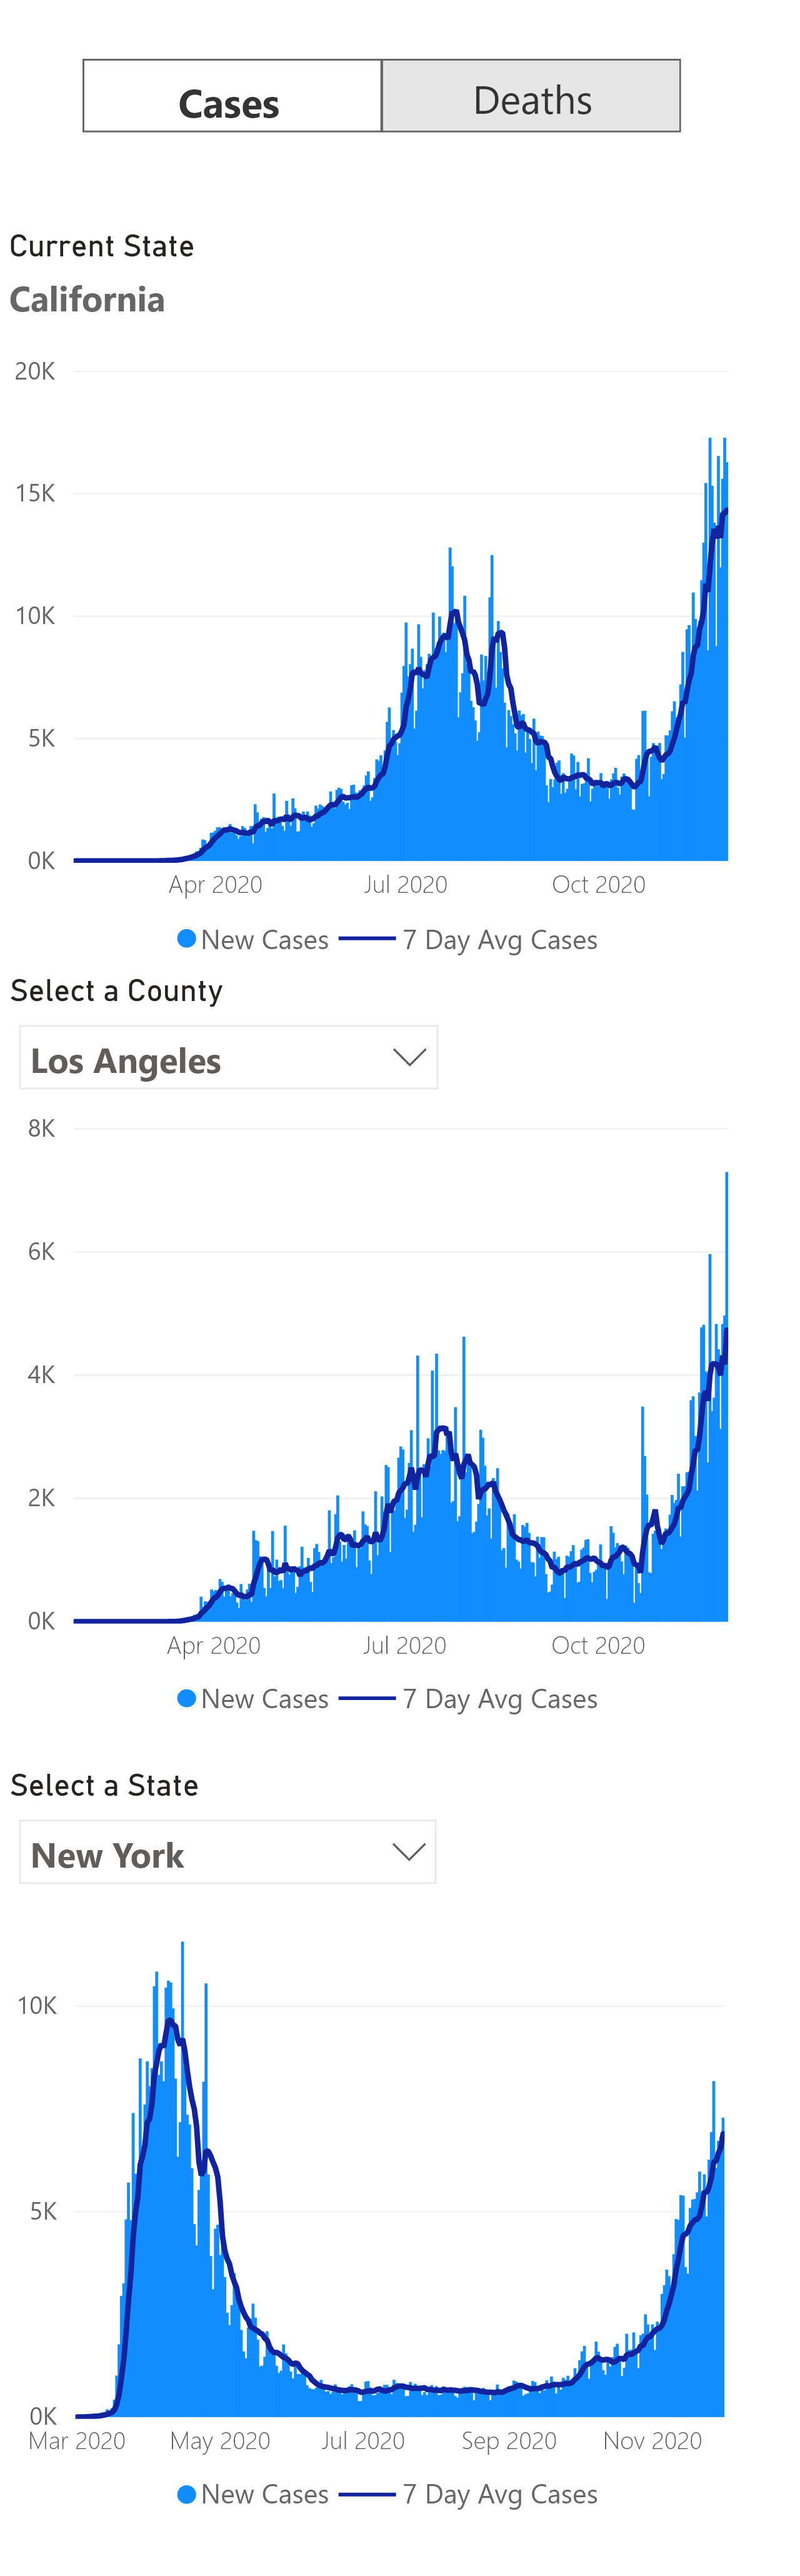 Cases Deaths
Current State
California
20K
15K
10K
5K
0K
Apr 2020 Jul 2020 Oct 2020
New Cases 7 Day Avg Cases
Select a County
Los Angeles
8K
6K
4K
2K
0K
Apr 2020 Jul 2020 Oct 2020
New Cases 7 Day Avg Cases
Select a State
New York
10K
5K
0K
Mar 2020 May 2020 Jul 2020 Sep 2020 Nov 2020
New Cases 7 Day Avg Cases